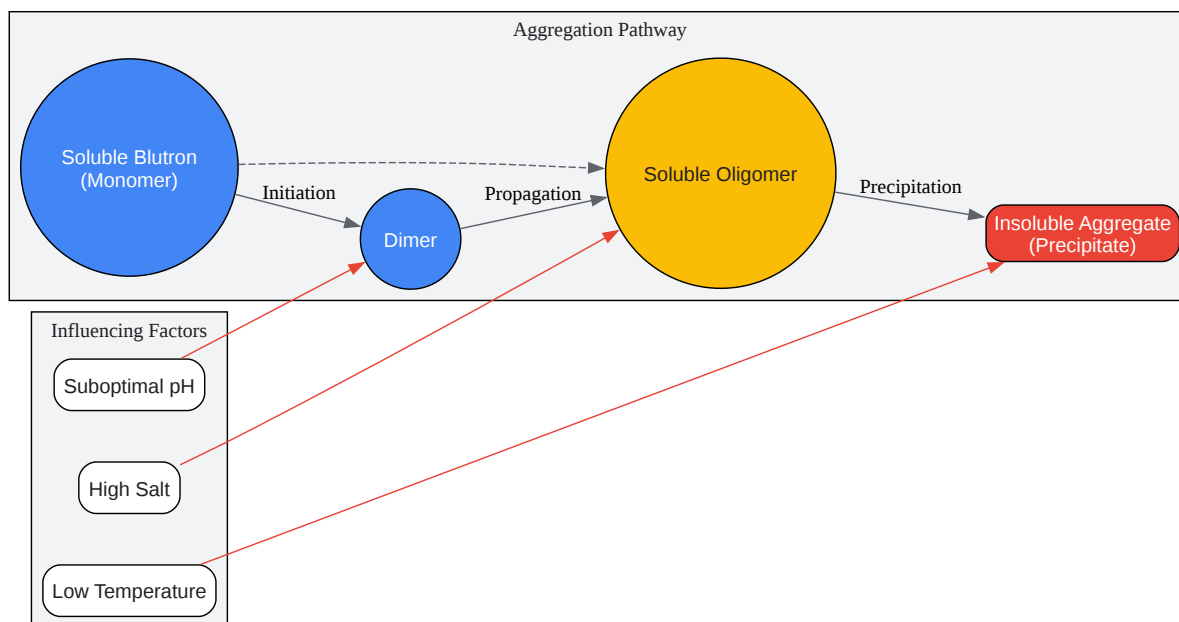 Aggregation Pathway
Soluble Blutron
(Monomer)
Initiation
Dimer
Propagation
Soluble Oligomer
Precipitation
Insoluble Aggregate
(Precipitate)
Influencing Factors
Suboptimal pH
High Salt
Low Temperature